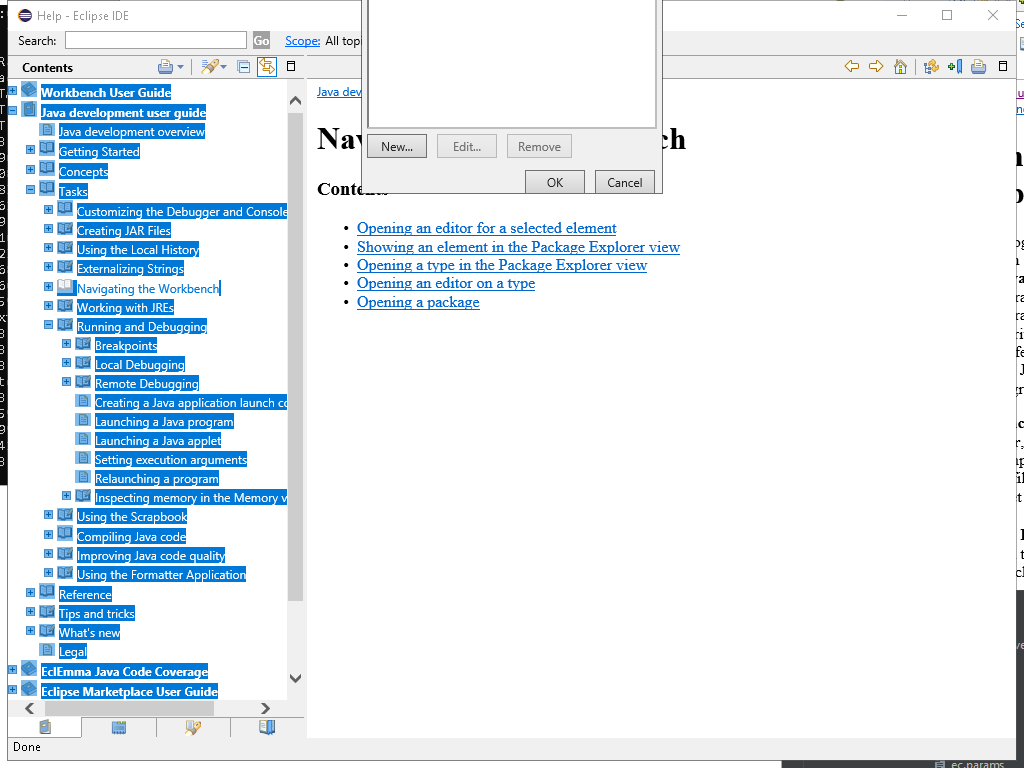 Help - Eclipse IDE
Search:
Go
Scope: All topi
Contents
Workbench User Guide
Java development user guide
Java development overview
Getting Started
Concepts
Tasks
Customizing the Debugger and Console
Creating JAR Files
Using the Local History
Externalizing Strings
Navigating the Workbench
Working with JREs
Running and Debugging
Breakpoints
Local Debugging
Remote Debugging
Creating a Java application launch co
Launching a Java program
Launching a Java applet
Setting execution arguments
Relaunching a program
Inspecting memory in the Memory v
Using the Scrapbook
Compiling Java code
Improving Java code quality
Using the Formatter Application
Reference
Tips and tricks
What's new
Legal
EclEmma Java Code Coverage
Eclipse Marketplace User Guide
Done
Java dev
New...
Edit...
Remove
OK
Cancel
Contents
Opening an editor for a selected element
Showing an element in the Package Explorer view
Opening a type in the Package Explorer view
Opening an editor on a type
Opening a package
ec.params